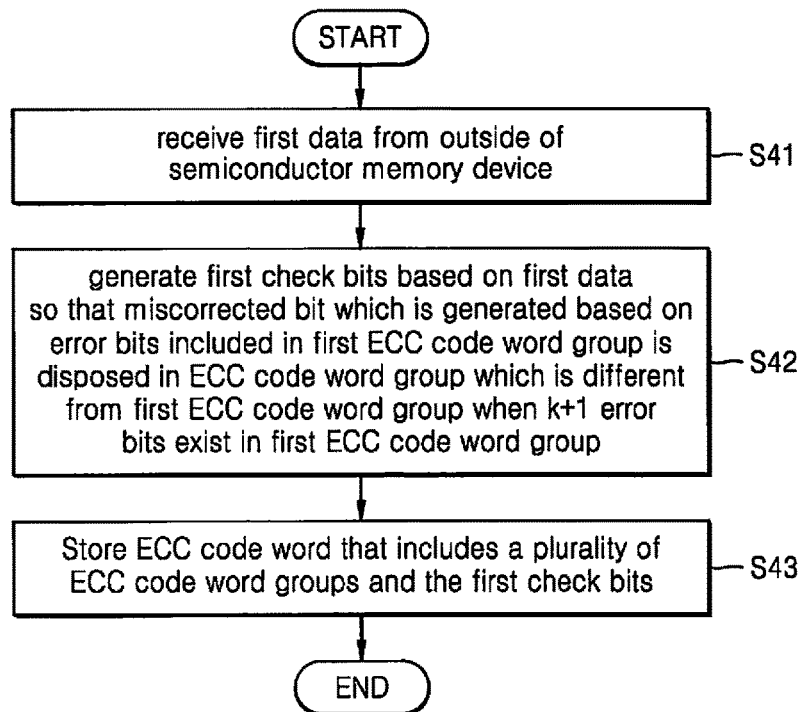 START
receive first data from outside of
semiconductor memory device
S41
generate first check bits based on first data
so that miscorrected bit which is generated based on
error bits included in first ECC code word group is
disposed in ECC code word group which is different
from first ECC code word group when k+1 error
bits exist in first ECC code word group
S42
Store ECC code word that includes a plurality of
ECC code word groups and the first check bits
S43
END